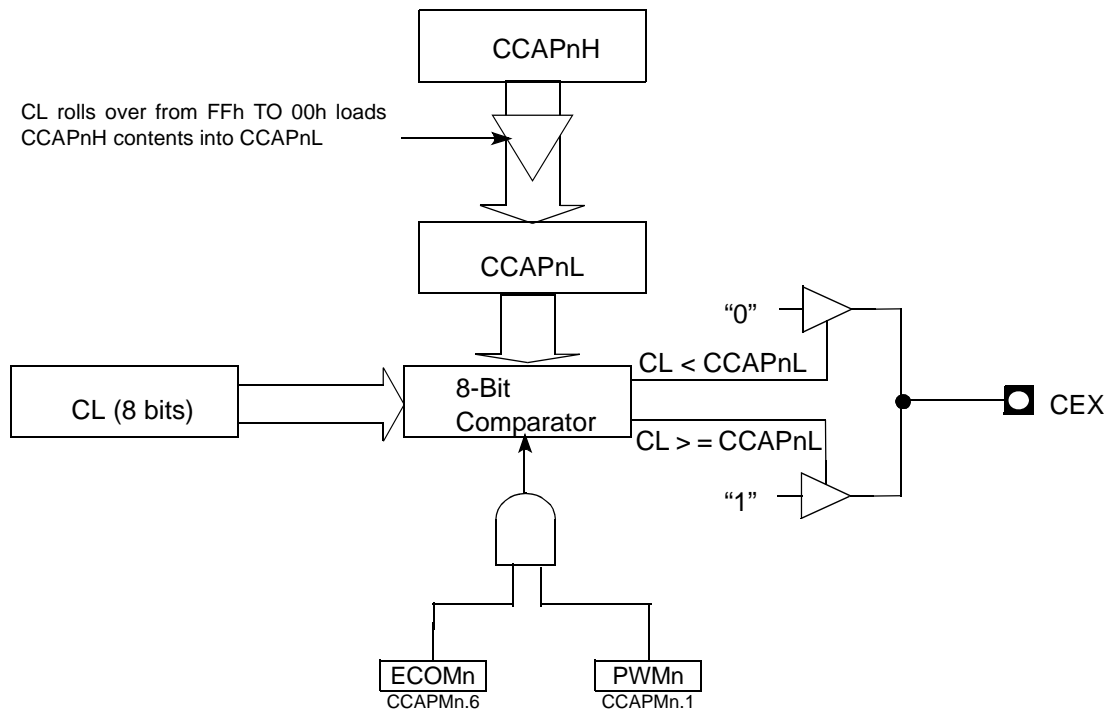 CCAPnH
CL rolls over from FFh TO 00h loads
CCAPnH contents into CCAPnL
CCAPnL
“0”
CL < CCAPnL
CL (8 bits)
8-Bit
Comparator
CEX
CL > = CCAPnL
“1”
ECOMn
PWMn
CCAPMn.6
CCAPMn.1